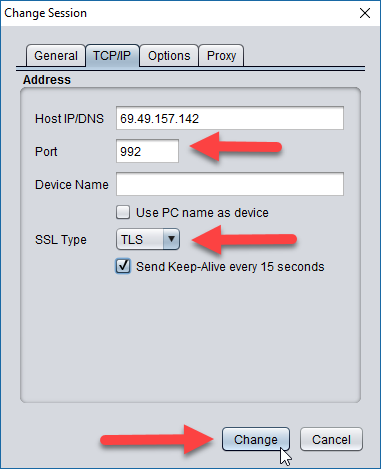 Change Session
General TCP/IP Options Proxy
Address
Host IP/DNS 69.49.157.142
Port 992
Device Name
Use PC name as device
SSL Type TLS
Send Keep-Alive every 15 seconds
Change Cancel